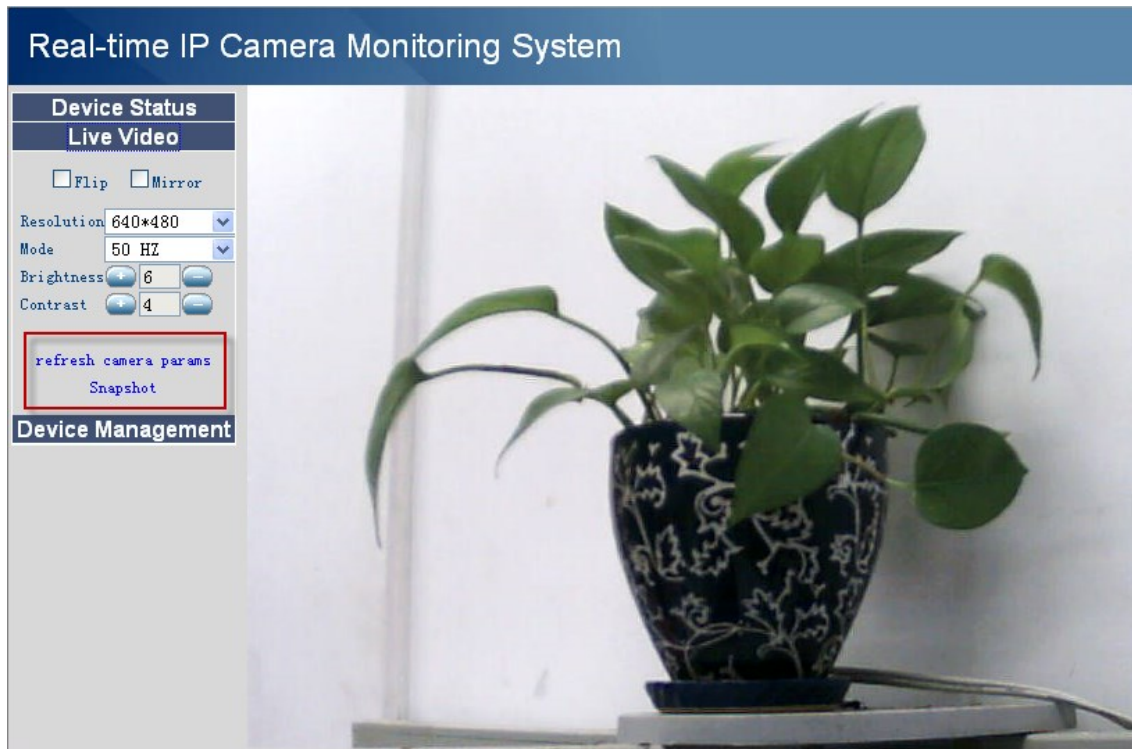 Real-time IP Camera Monitoring System
Device Status
Live Video
Flip Mirror
Resolution 640*480
Mode 50 HZ
Brightness + 6 -
Contrast + 4 -
refresh camera params
Snapshot
Device Management